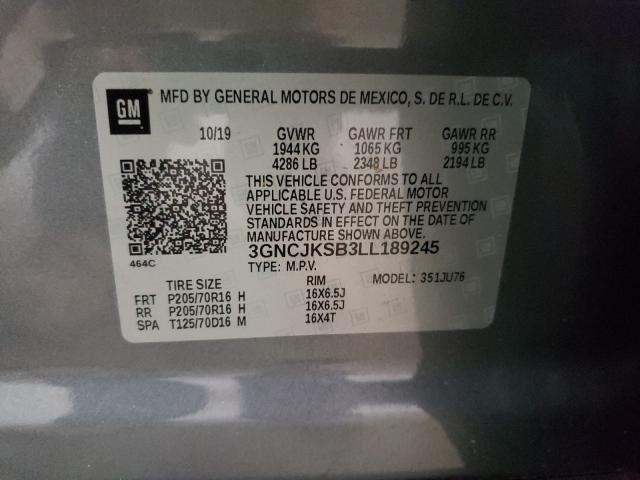 GM
MFD BY GENERAL MOTORS DE MEXICO, S. DE R.L. DE C.V.
10/19 GVWR GAWR FRT GAWR RR
1944 KG 1065 KG 995 KG
4286 LB 2348 LB 2194 LB
THIS VEHICLE CONFORMS TO ALL
APPLICABLE U.S. FEDERAL MOTOR
VEHICLE SAFETY AND THEFT PREVENTION
STANDARDS IN EFFECT ON THE DATE OF
MANUFACTURE SHOWN ABOVE.
3GNCJKSB3LL189245
464C
TYPE: M.P.V. MODEL: 351JU76
TIRE SIZE RIM
FRT P205/70R16 H 16X6.5J
RR P205/70R16 H 16X6.5J
SPA T125/70D16 M 16X4T